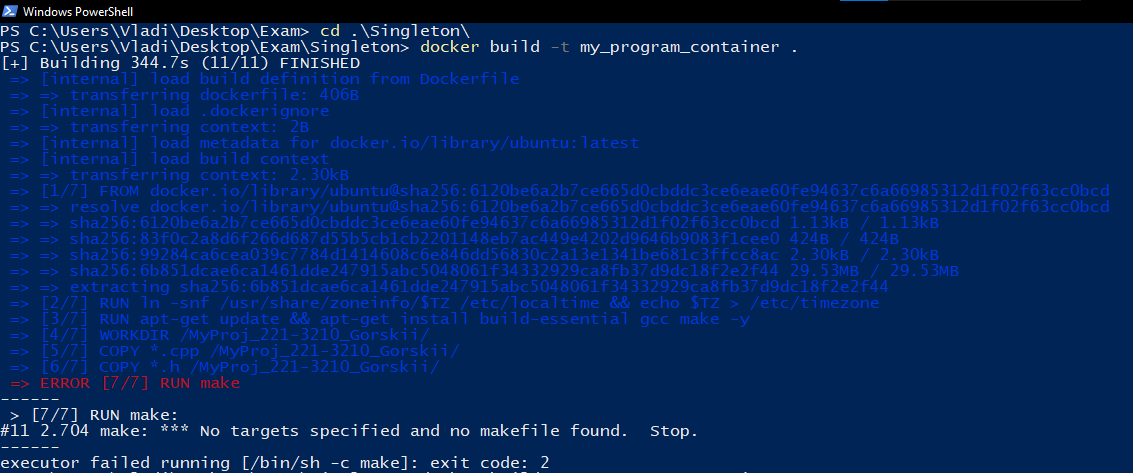 Windows PowerShell
PS C:\Users\Vladi\Desktop\Exam> cd .\Singleton\
PS C:\Users\Vladi\Desktop\Exam\Singleton> docker build -t my_program_container .
[+] Building 344.7s (11/11) FINISHED
=> [internal] load build definition from Dockerfile
=> => transferring dockerfile: 406B
=> [internal] load .dockerignore
=> => transferring context: 2B
=> [internal] load metadata for docker.io/library/ubuntu:latest
=> [internal] load build context
=> => transferring context: 2.30kB
=> [1/7] FROM docker.io/library/ubuntu@sha256:6120be6a2b7ce665d0cbddc3ce6eae60fe94637c6a66985312d1f02f63cc0bcd
=> => resolve docker.io/library/ubuntu@sha256:6120be6a2b7ce665d0cbddc3ce6eae60fe94637c6a66985312d1f02f63cc0bcd
=> => sha256:6120be6a2b7ce665d0cbddc3ce6eae60fe94637c6a66985312d1f02f63cc0bcd 1.13kB / 1.13kB
=> => sha256:83f0c2a8d6f266d687d55b5cb1cb2201148eb7ac449e4202d9646b9083f1cee0 424B / 424B
=> => sha256:99284ca6cea039c7784d1414608c6e846dd56830c2a13e1341be681c3ffcc8ac 2.30kB / 2.30kB
=> => sha256:6b851dcae6ca1461dde247915abc5048061f34332929ca8fb37d9dc18f2e2f44 29.53MB / 29.53MB
=> => extracting sha256:6b851dcae6ca1461dde247915abc5048061f34332929ca8fb37d9dc18f2e2f44
=> [2/7] RUN ln -snf /usr/share/zoneinfo/$TZ /etc/localtime && echo $TZ > /etc/timezone
=> [3/7] RUN apt-get update && apt-get install build-essential gcc make -y
=> [4/7] WORKDIR /MyProj_221-3210_Gorskii/
=> [5/7] COPY *.cpp /MyProj_221-3210_Gorskii/
=> [6/7] COPY *.h /MyProj_221-3210_Gorskii/
=> ERROR [7/7] RUN make
------
> [7/7] RUN make:
#11 2.704 make: *** No targets specified and no makefile found.  Stop.
------
executor failed running [/bin/sh -c make]: exit code: 2